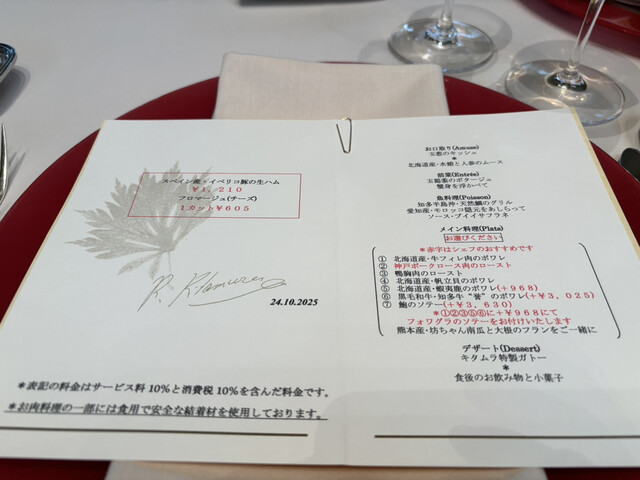 スペイン産・イベリコ豚の生ハム
¥1,210
フロマージュ(チーズ)
1カット¥605
24.10.2025
*表記の料金はサービス料10%と消費税10%を含んだ料金です。
*お肉料理の一部には食用で安全な結着材を使用しております。
お口取り(Amuse)
玉葱のキッシュ
*
北海道産・水蛸と人参のムース
前菜(Entrée)
玉蜀黍のポタージュ
蟹身を浮かべて
魚料理(Poisson)
知多半島沖・天然鯛のグリル
愛知産・モロッコ隠元をあしらって
ソース・ブイイサフラネ
メイン料理(Plats)
お選びください
*赤字はシェフのおすすめです
①北海道産・牛フィレ肉のポワレ
②神戸ポークロース肉のロースト
③鴨胸肉のロースト
④北海道産・帆立貝のポワレ
⑤北海道産・蝦夷鹿のポワレ(+968)
⑥黒毛和牛・知多牛"誉"のポワレ(+¥3,025)
⑦鮑のソテー(+¥3,630)
*①②③⑤⑥に+¥968にて
フォワグラのソテーをお付けいたします
熊本産・坊ちゃん南瓜と大根のフランをご一緒に
デザート(Dessert)
キタムラ特製ガトー
*
食後のお飲み物と小菓子